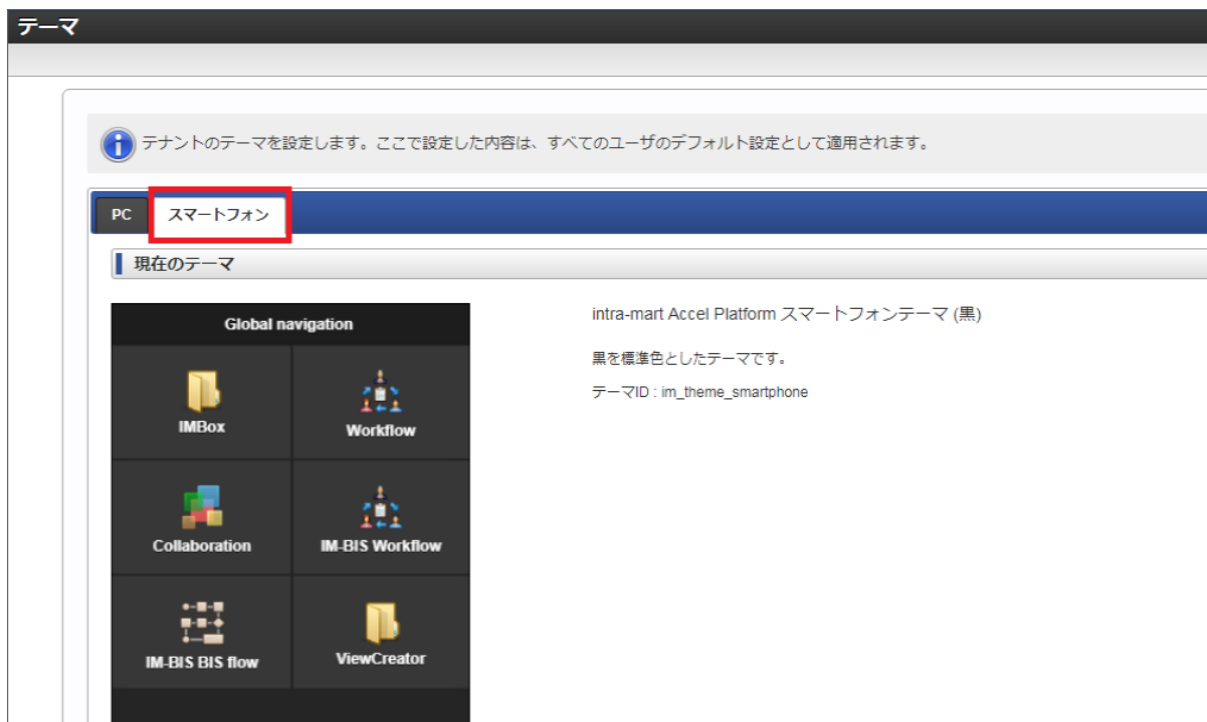 テーマ
テナントのテーマを設定します。ここで設定した内容は、すべてのユーザのデフォルト設定として適用されます。
PC
スマートフォン
現在のテーマ
Global navigation
IMBox
Workflow
Collaboration
IM-BIS Workflow
IM-BIS BIS flow
ViewCreator
intra-mart Accel Platform スマートフォンテーマ (黒)
黒を標準色としたテーマです。
テーマID : im_theme_smartphone